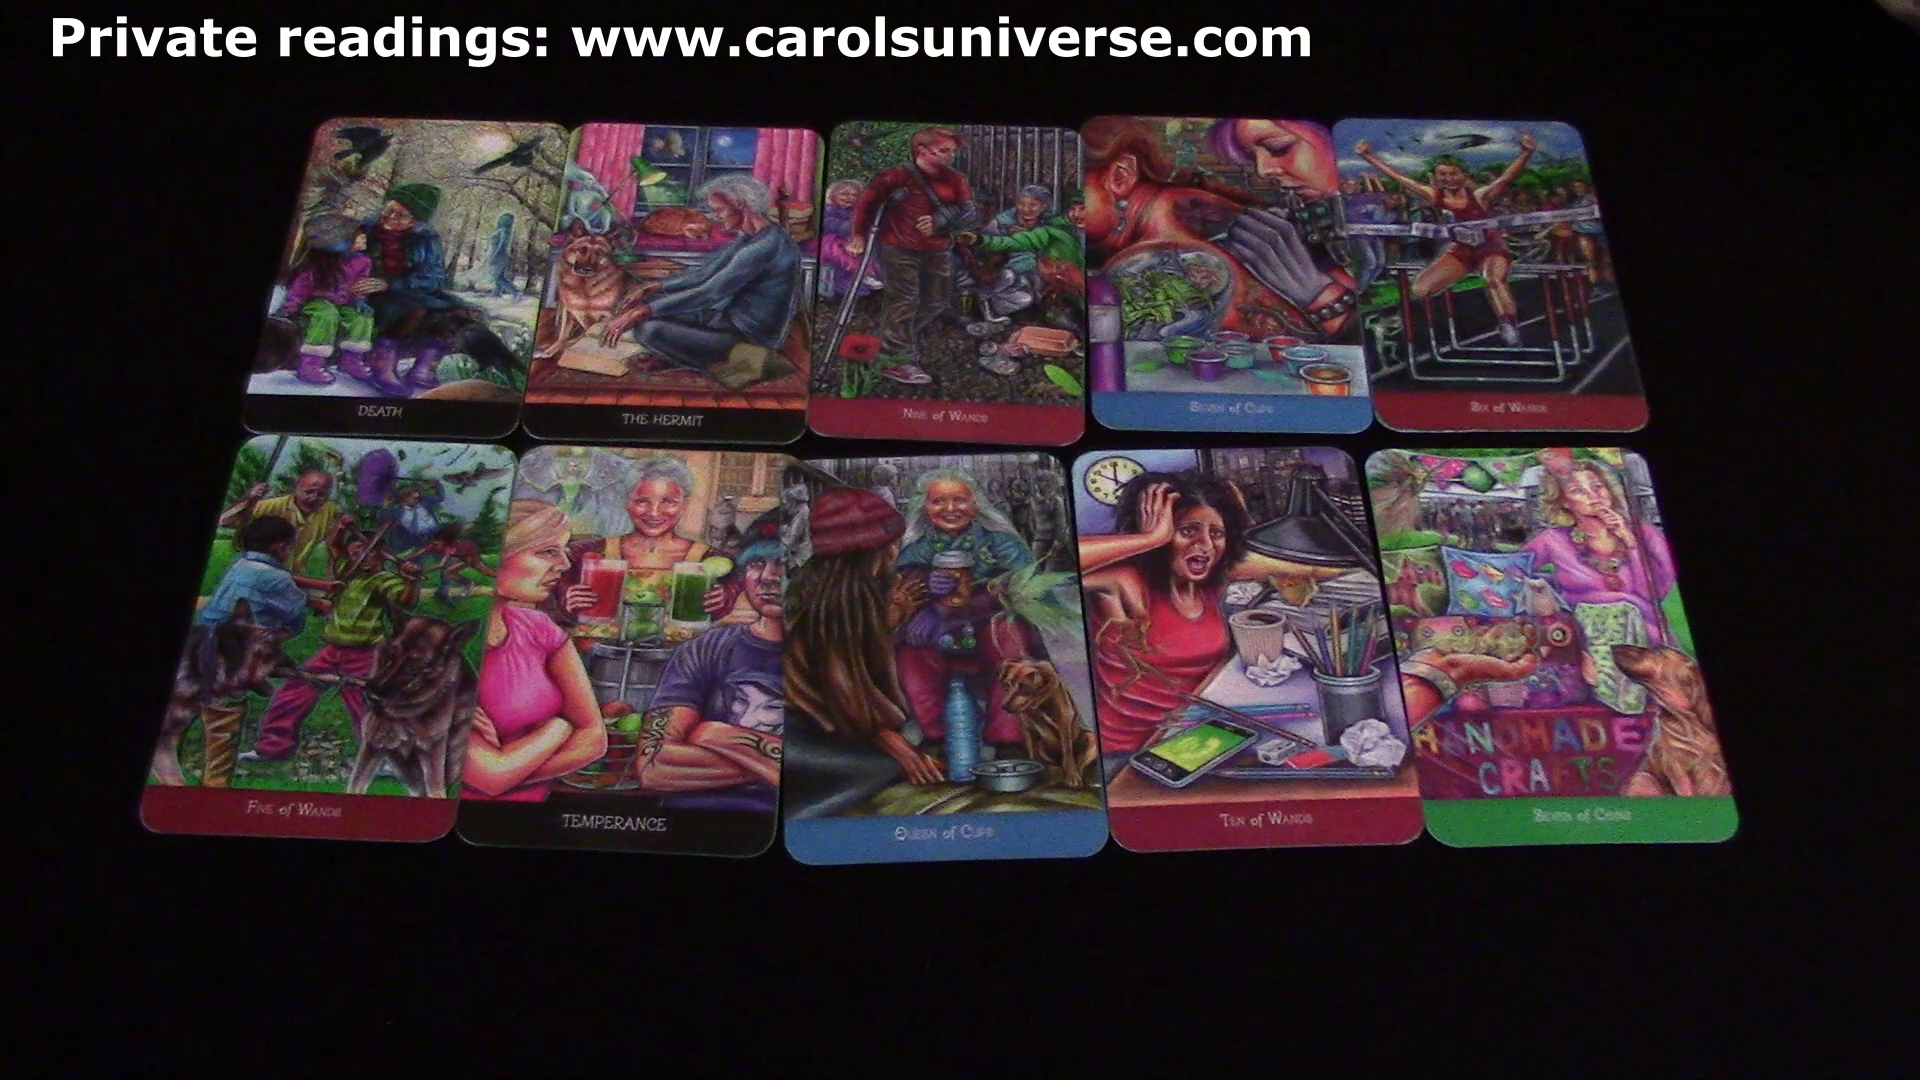 Private readings: www.carolsuniverse.com
DEATH
THE HERMIT
Nine of Wands
Seven of Cups
Six of Wands
Five of Wands
TEMPERANCE
Queen of Cups
Ten of Wands
HANDMADE
CRAFTS
Seven of Coins